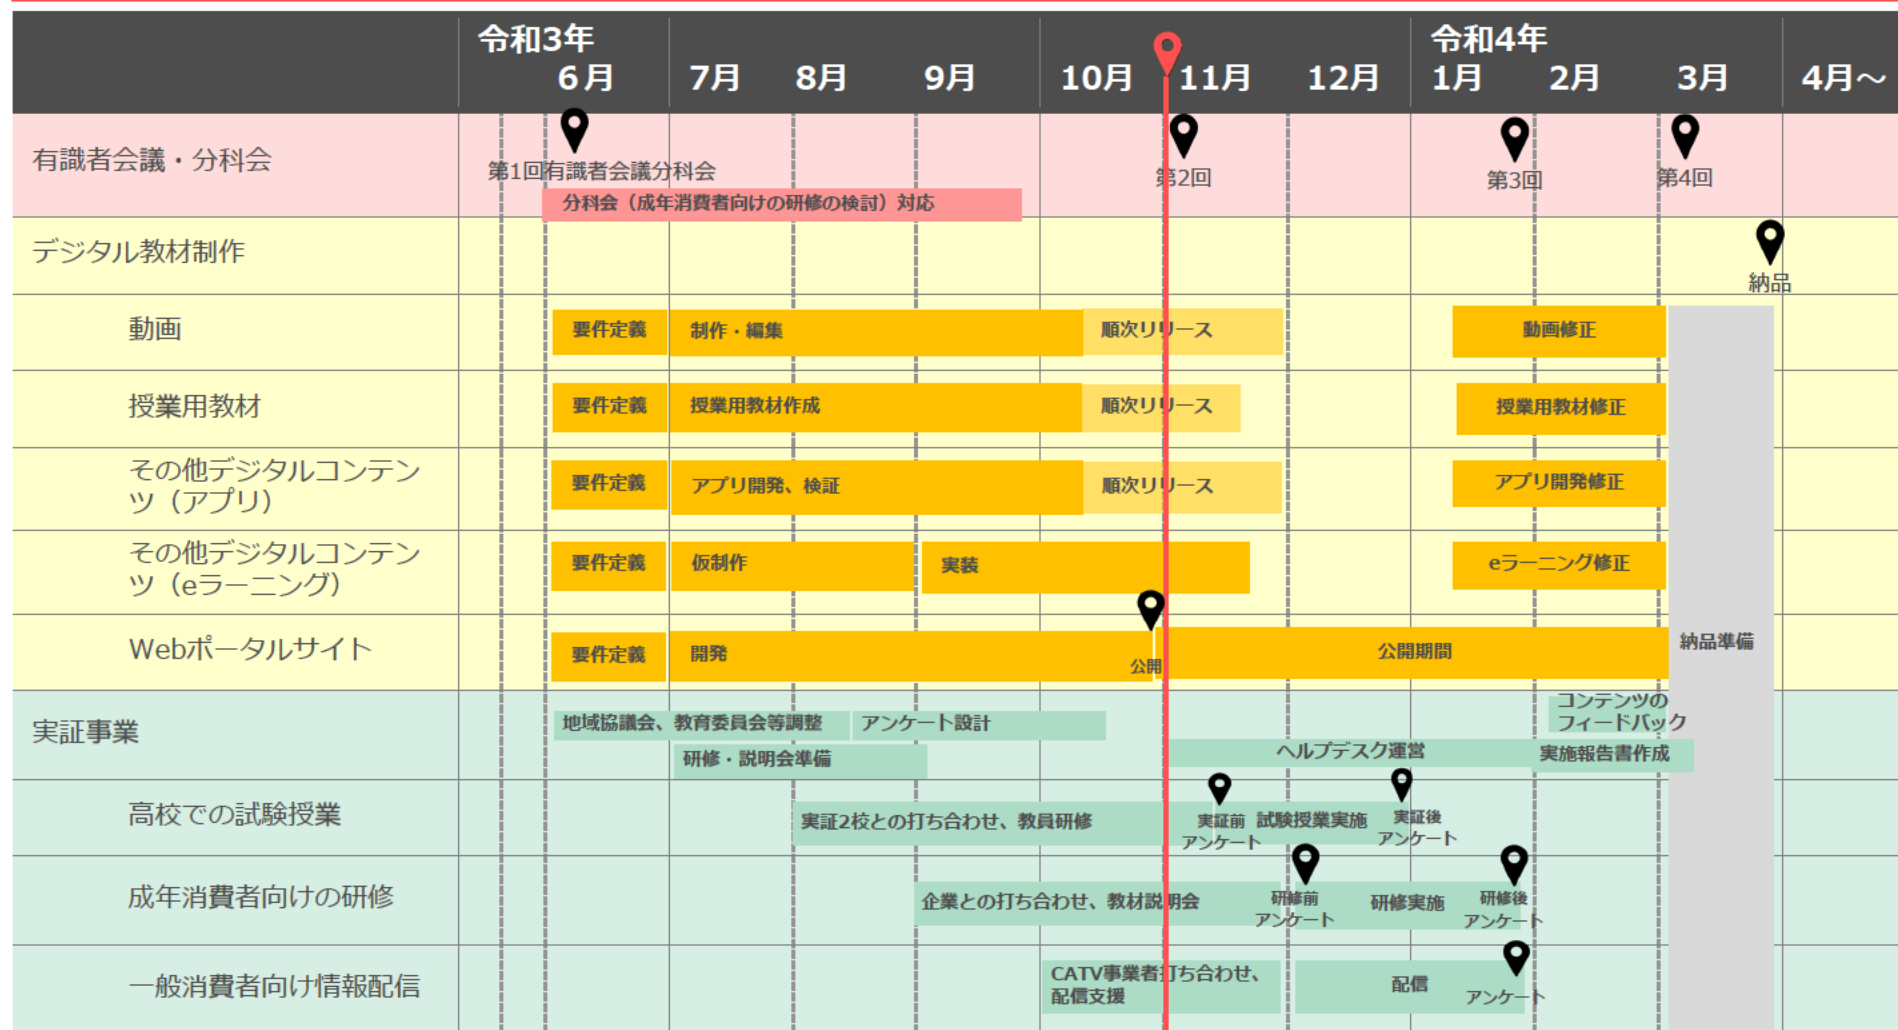 令和3年
令和4年
6月 7月 8月 9月 10月 11月 12月 1月 2月 3月 4月～
有識者会議・分科会
第1回有識者会議分科会
第2回
第3回
第4回
分科会（成年消費者向けの研修の検討）対応
デジタル教材制作
納品
動画
要件定義
制作・編集
順次リリース
動画修正
授業用教材
要件定義
授業用教材作成
順次リリース
授業用教材修正
その他デジタルコンテン
ツ（アプリ）
要件定義
アプリ開発、検証
順次リリース
アプリ開発修正
その他デジタルコンテン
ツ（eラーニング）
要件定義
仮制作
実装
eラーニング修正
Webポータルサイト
要件定義
開発
公開
公開期間
納品準備
実証事業
地域協議会、教育委員会等調整
アンケート設計
コンテンツの
フィードバック
研修・説明会準備
ヘルプデスク運営
実施報告書作成
高校での試験授業
実証2校との打ち合わせ、教員研修
実証前
アンケート
試験授業実施
実証後
アンケート
成年消費者向けの研修
企業との打ち合わせ、教材説明会
研修前
アンケート
研修実施
研修後
アンケート
一般消費者向け情報配信
CATV事業者打ち合わせ、
配信支援
配信
アンケート